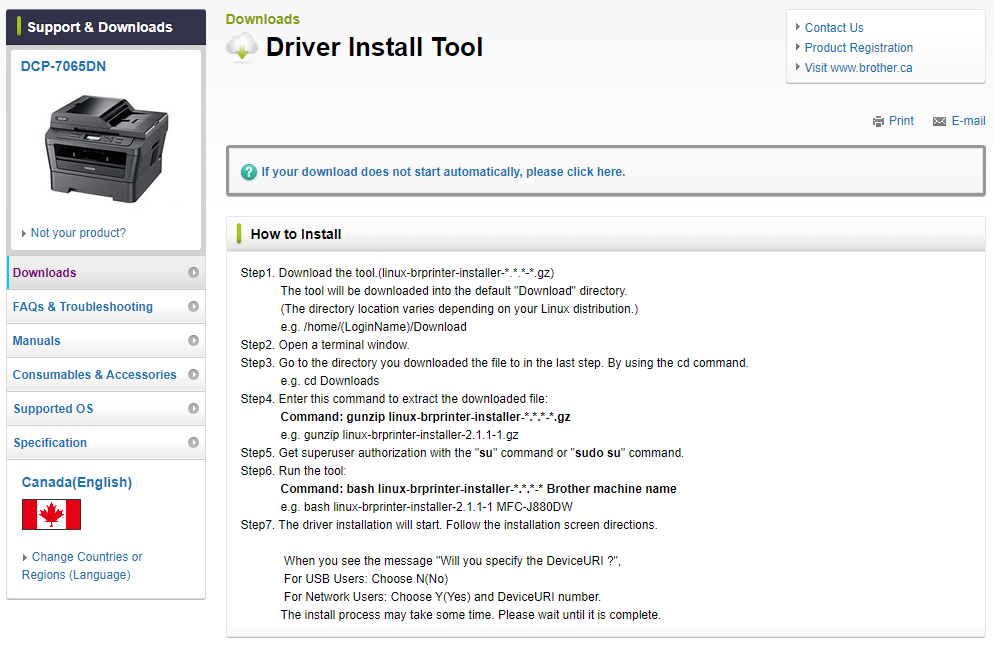 Support & Downloads
DCP-7065DN
Not your product?
Downloads
FAQs & Troubleshooting
Manuals
Consumables & Accessories
Supported OS
Specification
Canada(English)
Change Countries or
Regions (Language)
Downloads
Driver Install Tool
Contact Us
Product Registration
Visit www.brother.ca
Print
E-mail
? If your download does not start automatically, please click here.
How to Install
Step1. Download the tool.(linux-brprinter-installer-*.*.*-*.gz)
The tool will be downloaded into the default "Download" directory.
(The directory location varies depending on your Linux distribution.)
e.g. /home/(LoginName)/Download
Step2. Open a terminal window.
Step3. Go to the directory you downloaded the file to in the last step. By using the cd command.
e.g. cd Downloads
Step4. Enter this command to extract the downloaded file:
Command: gunzip linux-brprinter-installer-*.*.*-*.gz
e.g. gunzip linux-brprinter-installer-2.1.1-1.gz
Step5. Get superuser authorization with the "su" command or "sudo su" command.
Step6. Run the tool:
Command: bash linux-brprinter-installer-*.*.*-* Brother machine name
e.g. bash linux-brprinter-installer-2.1.1-1 MFC-J880DW
Step7. The driver installation will start. Follow the installation screen directions.
When you see the message "Will you specify the DeviceURI ?",
For USB Users: Choose N(No)
For Network Users: Choose Y(Yes) and DeviceURI number.
The install process may take some time. Please wait until it is complete.